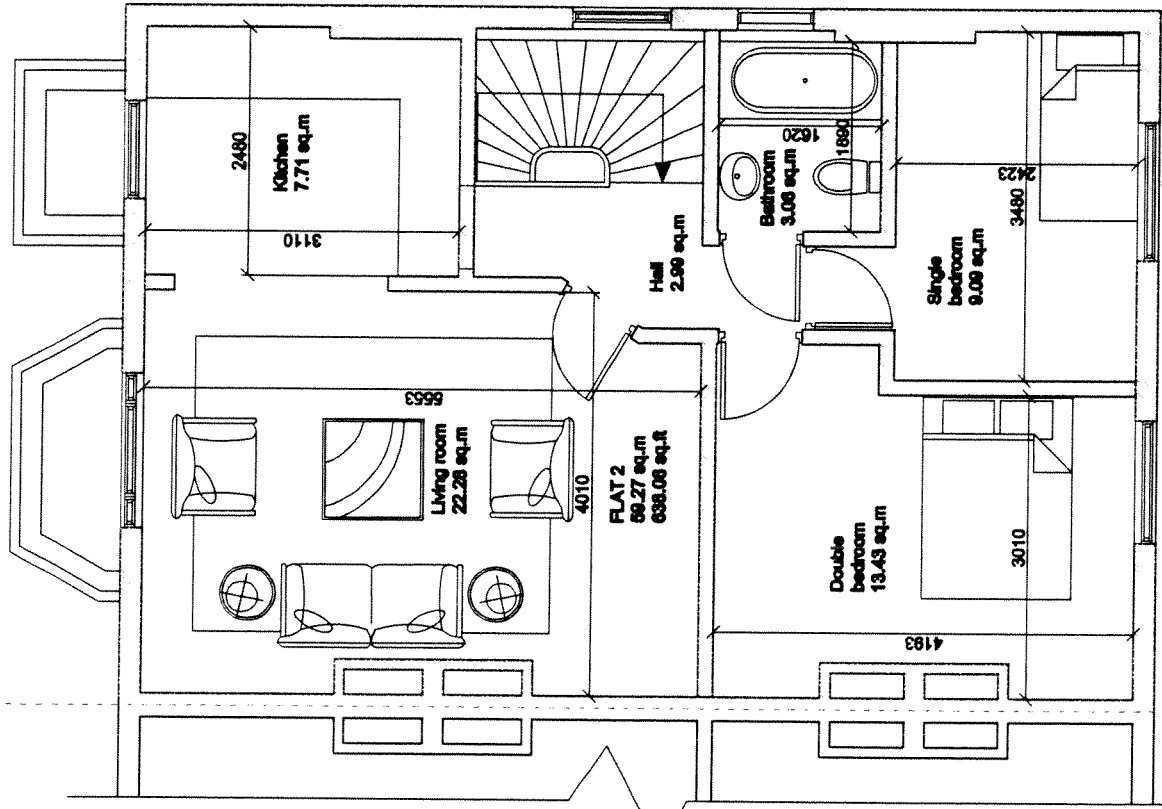 2480
Kitchen
7.71 sq.m
3110
1620
1890
Bathroom
3.06 sq.m
2423
3480
Single
bedroom
9.09 sq.m
Hall
2.99 sq.m
5553
Living room
22.28 sq.m
4010
FLAT 2
59.27 sq.m
638.08 sq.ft
Double
bedroom
13.43 sq.m
3010
4193